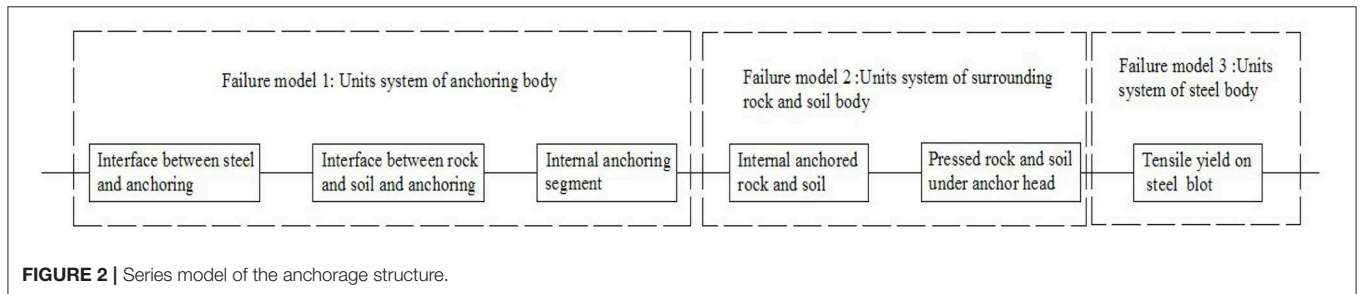 Failure model 1: Units system of anchoring body
Failure model 2 :Units system of surrounding
rock and soil body
Failure model 3 :Units
system of steel body
Interface between steel
and anchoring
Interface between rock
and soil and anchoring
Internal anchoring
segment
Internal anchored
rock and soil
Pressed rock and soil
under anchor head
Tensile yield on
steel blot
FIGURE 2 | Series model of the anchorage structure.